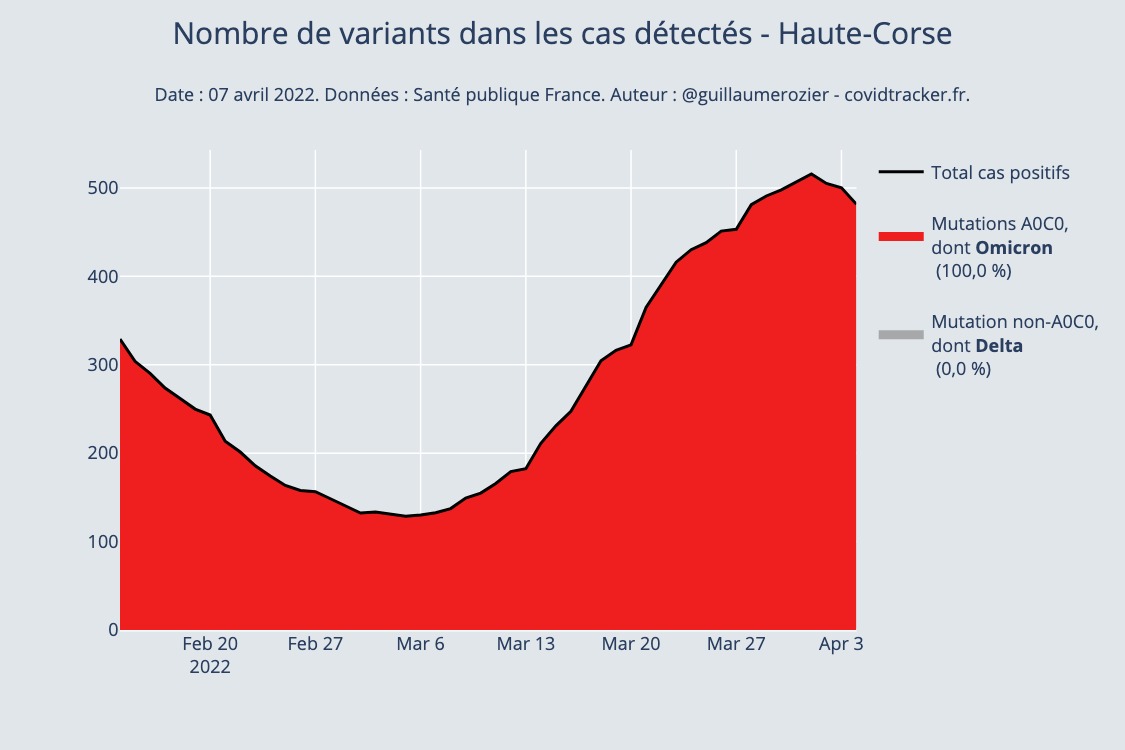 Nombre de variants dans les cas détectés - Haute-Corse
Date : 07 avril 2022. Données : Santé publique France. Auteur : @guillaumerozier - covidtracker.fr.
500
400
300
200
100
0
Feb 20
2022
Feb 27
Mar 6
Mar 13
Mar 20
Mar 27
Apr 3
Total cas positifs
Mutations A0C0,
dont Omicron
(100,0 %)
Mutation non-A0C0,
dont Delta
(0,0 %)